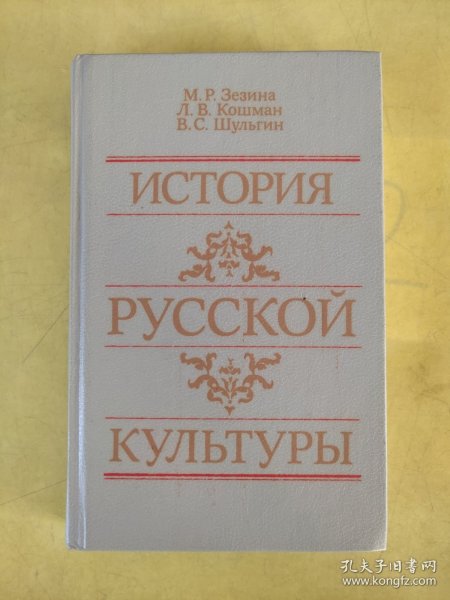 М. Р. Зезина
Л. В. Кошман
В. С. Шульгин
ИСТОРИЯ
РУССКОЙ
КУЛЬТУРЫ
孔夫子旧书网
www.kongfz.com